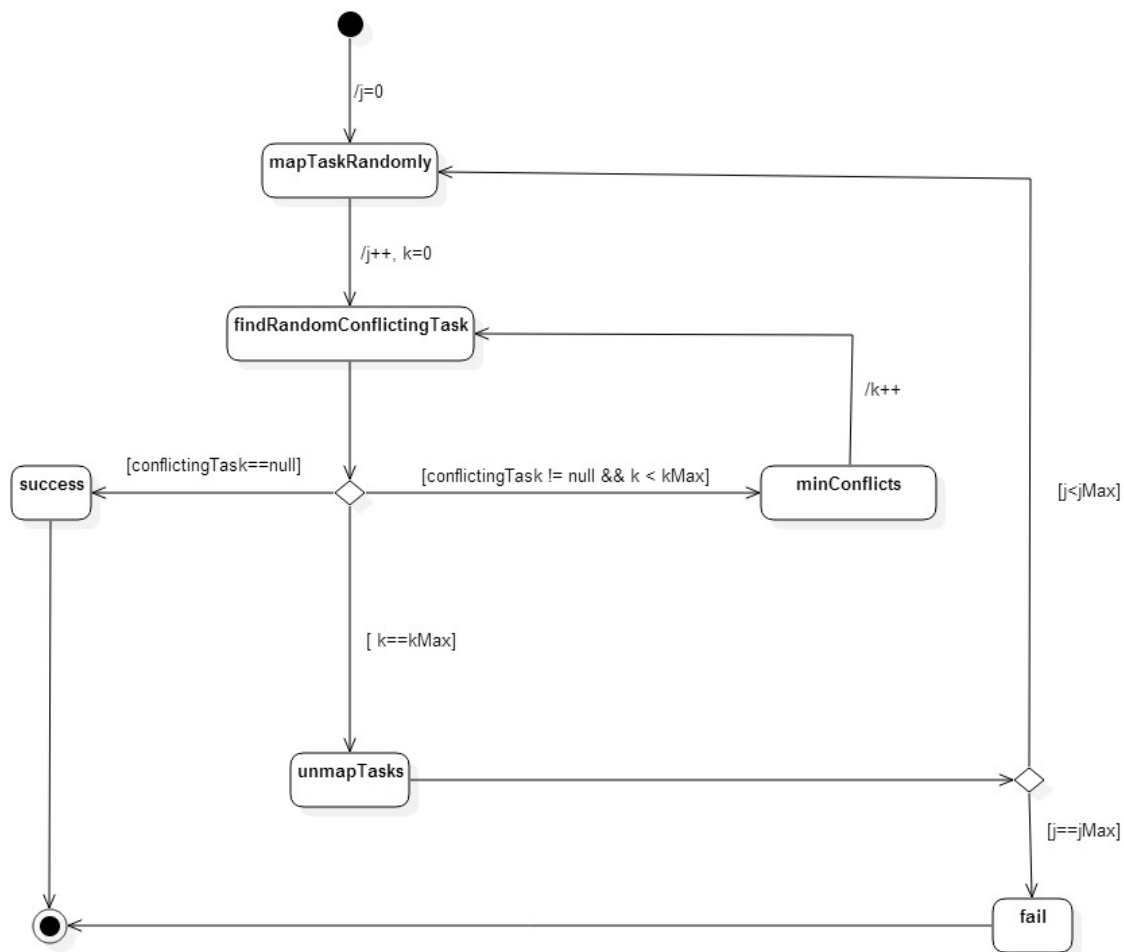 /j=0
mapTaskRandomly
/j++, k=0
findRandomConflictingTask
/k++
[conflictingTask==null]
[conflictingTask != null && k < kMax]
success
minConflicts
[j<jMax]
[ k==kMax]
unmapTasks
[j==jMax]
fail